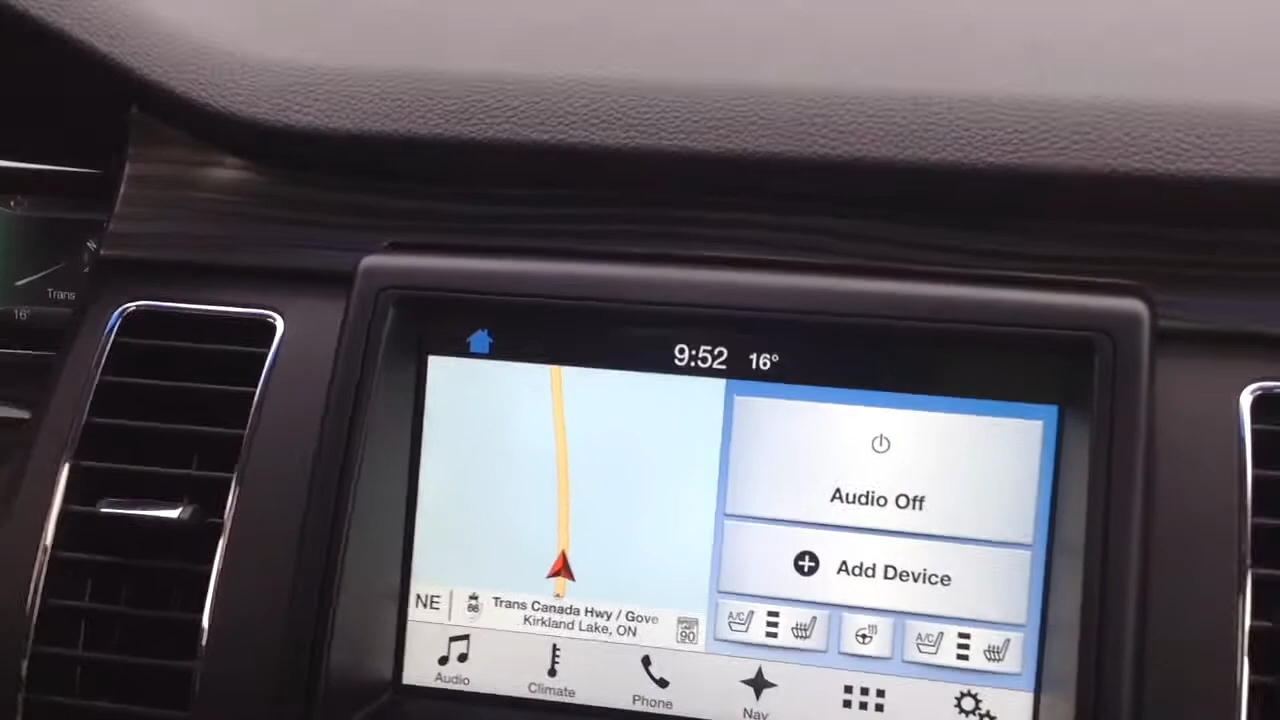 9:52 16°
Audio Off
Add Device
NE
66
Trans Canada Hwy / Gove
Kirkland Lake, ON
90
A/C
A/C
Audio
Climate
Phone
Nav
N
Trans
16°